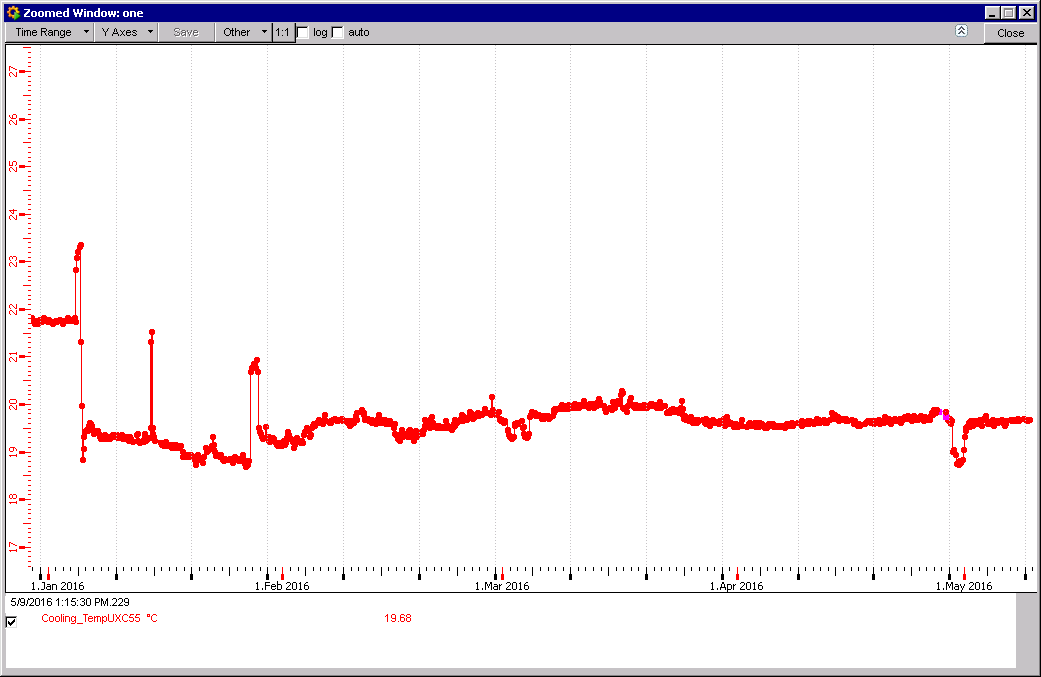 Zoomed Window: one
Time Range Y Axes Save Other 1:1 log auto Close
27
26
25
24
23
22
21
20
19
18
17
1.Jan 2016 1.Feb 2016 1.Mar 2016 1.Apr 2016 1.May 2016
5/9/2016 1:15:30 PM.229
Cooling_TempUXC55 °C 19.68